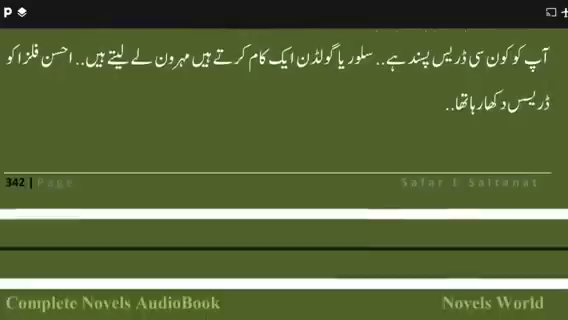 آپ کو کون سی ڈریس پسند ہے.. سلور یا گولڈن ایک کام کرتے ہیں مہرون لے لیتے ہیں.. احسن فلزا کو
ڈریسس دکھا رہا تھا..
342 | Page
Safar E Saltanat
Complete Novels AudioBook
Novels World